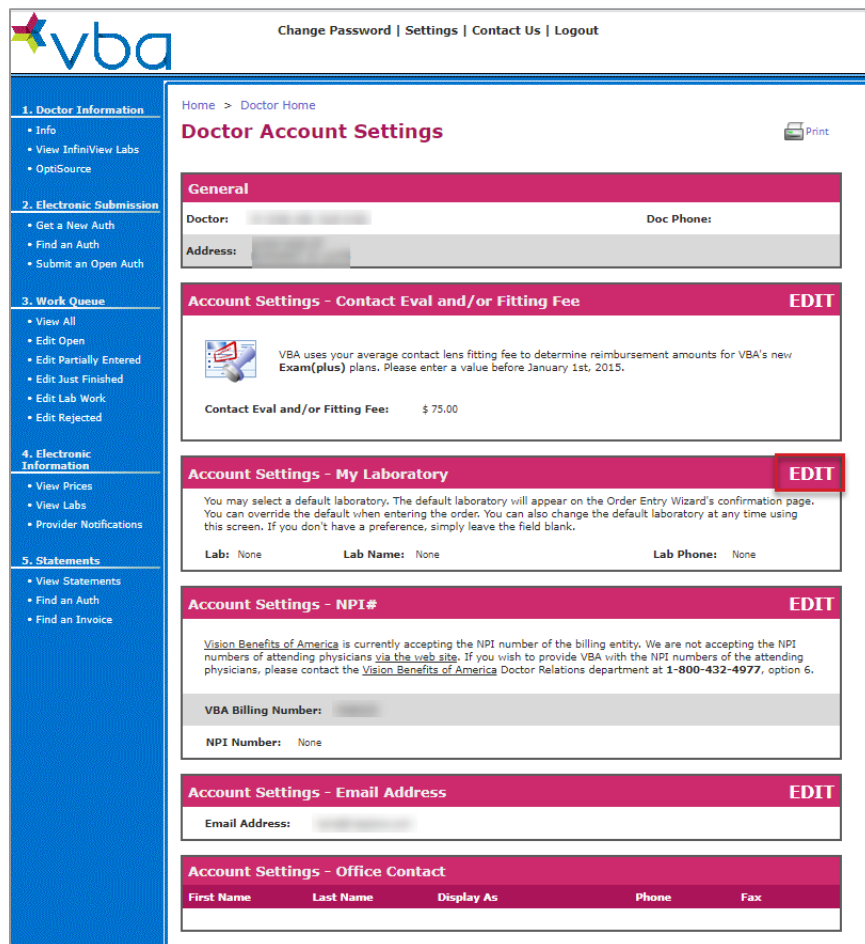 vba
Change Password | Settings | Contact Us | Logout
1. Doctor Information
• Info
• View InfiniView Labs
• OptiSource
2. Electronic Submission
• Get a New Auth
• Find an Auth
• Submit an Open Auth
3. Work Queue
• View All
• Edit Open
• Edit Partially Entered
• Edit Just Finished
• Edit Lab Work
• Edit Rejected
4. Electronic
Information
• View Prices
• View Labs
• Provider Notifications
5. Statements
• View Statements
• Find an Auth
• Find an Invoice
Home > Doctor Home
Doctor Account Settings
Print
General
Doctor: Doc Phone:
Address:
Account Settings - Contact Eval and/or Fitting Fee EDIT
VBA uses your average contact lens fitting fee to determine reimbursement amounts for VBA's new
Exam(plus) plans. Please enter a value before January 1st, 2015.
Contact Eval and/or Fitting Fee: $ 75.00
Account Settings - My Laboratory EDIT
You may select a default laboratory. The default laboratory will appear on the Order Entry Wizard's confirmation page.
You can override the default when entering the order. You can also change the default laboratory at any time using
this screen. If you don't have a preference, simply leave the field blank.
Lab: None Lab Name: None Lab Phone: None
Account Settings - NPI# EDIT
Vision Benefits of America is currently accepting the NPI number of the billing entity. We are not accepting the NPI
numbers of attending physicians via the web site. If you wish to provide VBA with the NPI numbers of the attending
physicians, please contact the Vision Benefits of America Doctor Relations department at 1-800-432-4977, option 6.
VBA Billing Number:
NPI Number: None
Account Settings - Email Address EDIT
Email Address:
Account Settings - Office Contact
First Name Last Name Display As Phone Fax